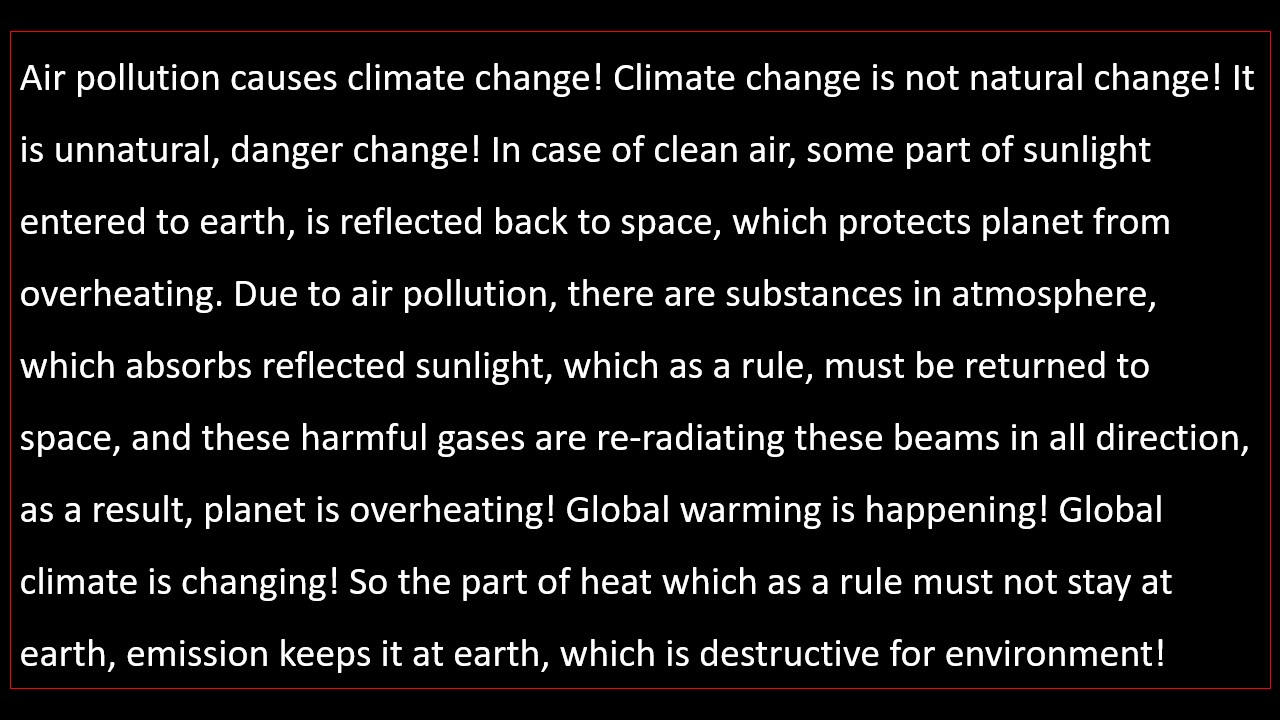 Air pollution causes climate change! Climate change is not natural change! It
is unnatural, danger change! In case of clean air, some part of sunlight
entered to earth, is reflected back to space, which protects planet from
overheating. Due to air pollution, there are substances in atmosphere,
which absorbs reflected sunlight, which as a rule, must be returned to
space, and these harmful gases are re-radiating these beams in all direction,
as a result, planet is overheating! Global warming is happening! Global
climate is changing! So the part of heat which as a rule must not stay at
earth, emission keeps it at earth, which is destructive for environment!